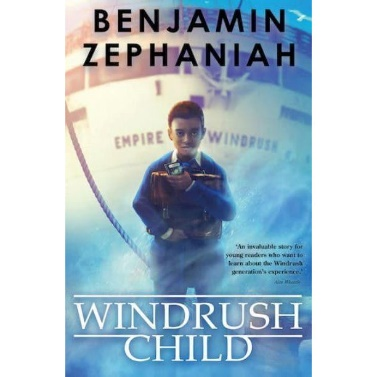 BENJAMIN
ZEPHANIAH
EMPIRE WINDRUSH
'An invaluable story for
young readers who want to
learn about the Windrush
generation's experience.'
WINDRUSH
CHILD